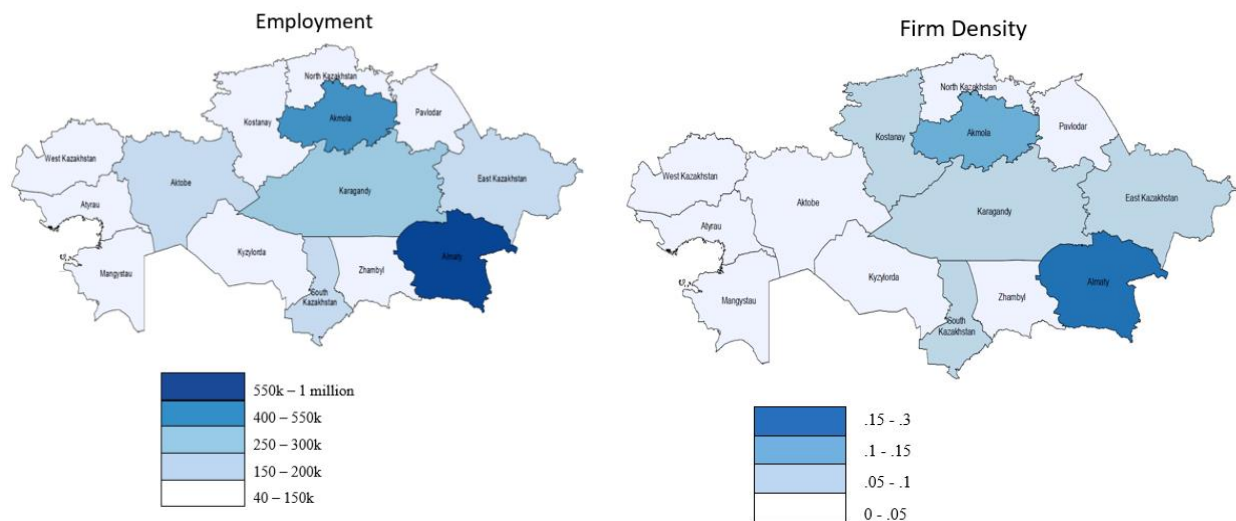 Employment
North Kazakhstan
Kostanay
Akmola
Pavlodar
West Kazakhstan
Aktobe
Karagandy
East Kazakhstan
Atyrau
Mangystau
Kyzylorda
South
Kazakhstan
Zhambyl
Almaty
550k – 1 million
400 – 550k
250 – 300k
150 – 200k
40 – 150k
Firm Density
North Kazakhstan
Kostanay
Akmola
Pavlodar
West Kazakhstan
Aktobe
Karagandy
East Kazakhstan
Atyrau
Mangystau
Kyzylorda
South
Kazakhstan
Zhambyl
Almaty
.15 - .3
.1 - .15
.05 - .1
0 - .05